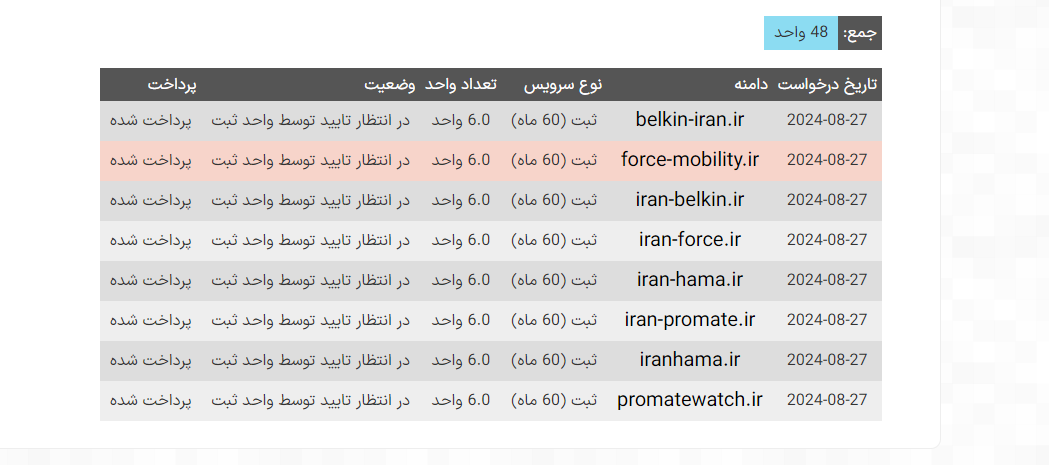 جمع: 48 واحد
تاریخ درخواست دامنه نوع سرویس تعداد واحد وضعیت پرداخت
2024-08-27 belkin-iran.ir ثبت (60 ماه) 6.0 واحد در انتظار تایید توسط واحد ثبت پرداخت شده
2024-08-27 force-mobility.ir ثبت (60 ماه) 6.0 واحد در انتظار تایید توسط واحد ثبت پرداخت شده
2024-08-27 iran-belkin.ir ثبت (60 ماه) 6.0 واحد در انتظار تایید توسط واحد ثبت پرداخت شده
2024-08-27 iran-force.ir ثبت (60 ماه) 6.0 واحد در انتظار تایید توسط واحد ثبت پرداخت شده
2024-08-27 iran-hama.ir ثبت (60 ماه) 6.0 واحد در انتظار تایید توسط واحد ثبت پرداخت شده
2024-08-27 iran-promate.ir ثبت (60 ماه) 6.0 واحد در انتظار تایید توسط واحد ثبت پرداخت شده
2024-08-27 iranhama.ir ثبت (60 ماه) 6.0 واحد در انتظار تایید توسط واحد ثبت پرداخت شده
2024-08-27 promatewatch.ir ثبت (60 ماه) 6.0 واحد در انتظار تایید توسط واحد ثبت پرداخت شده